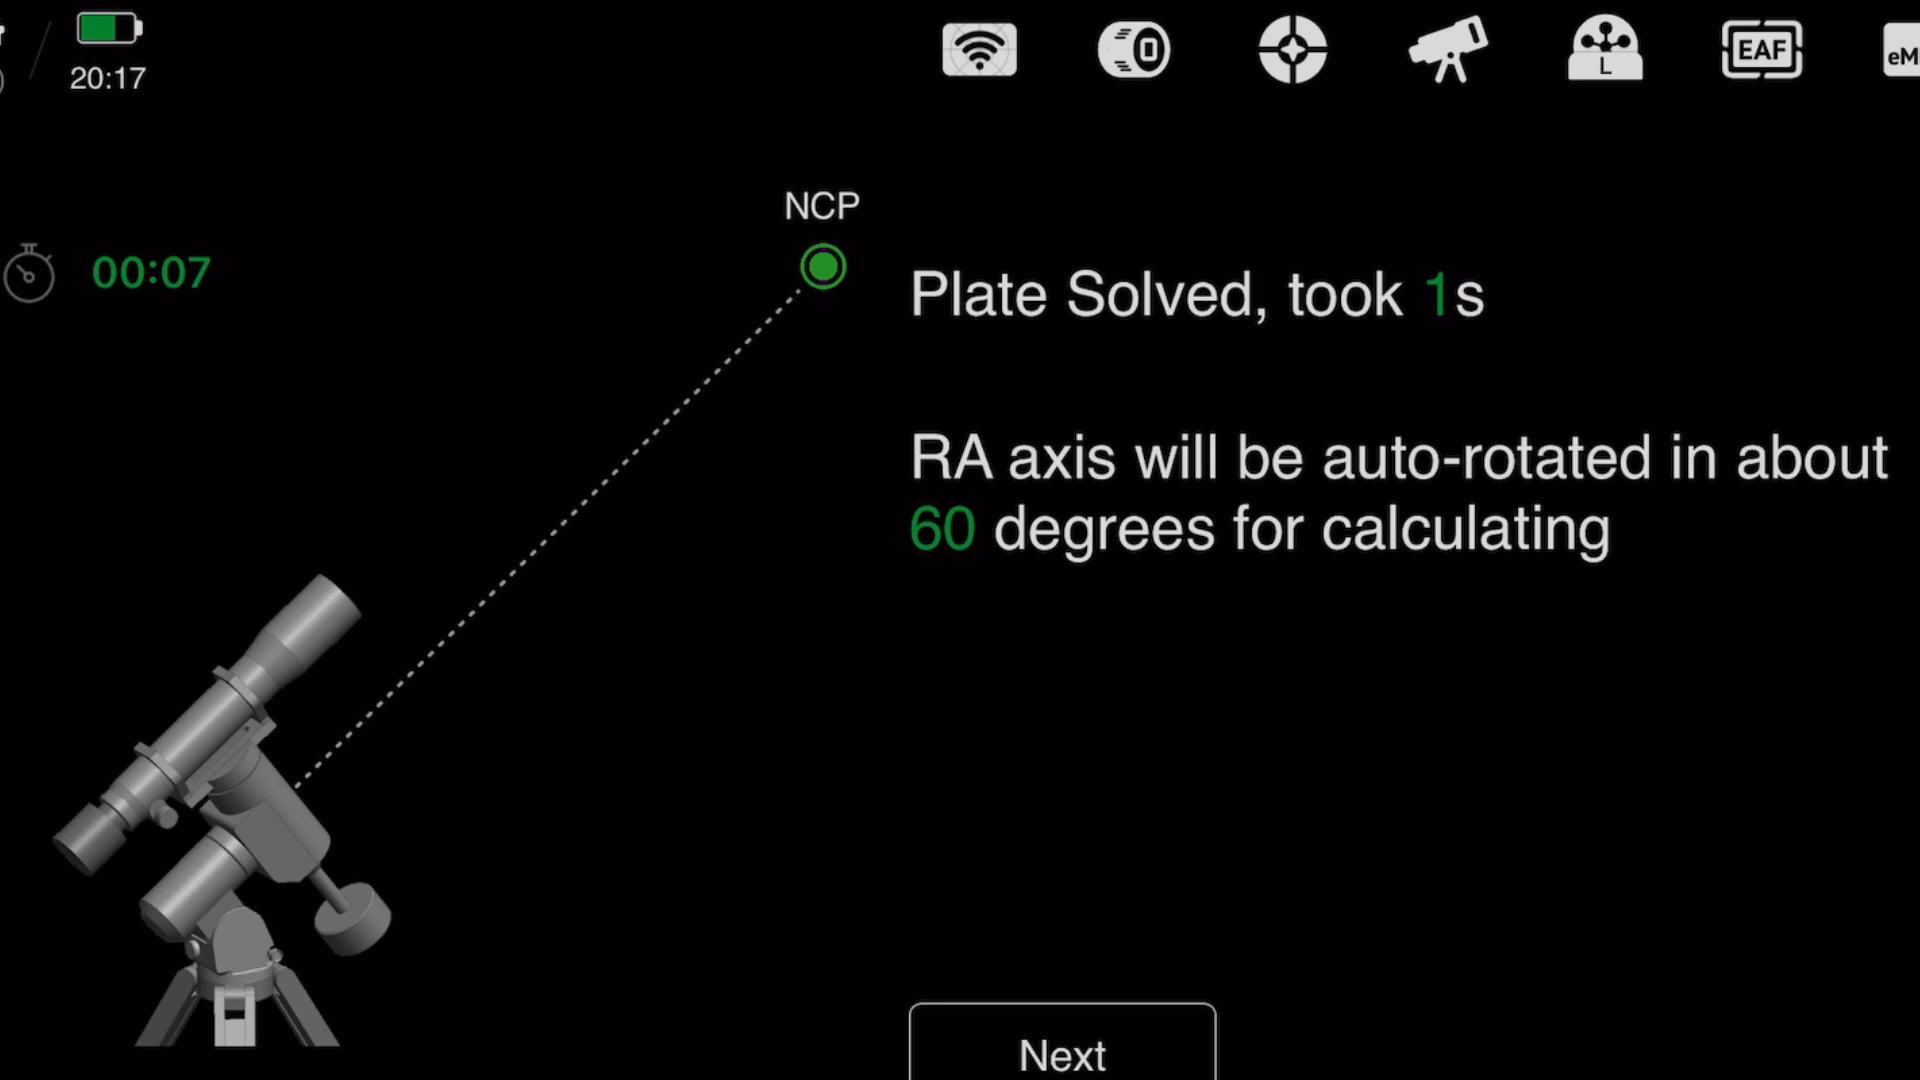 20:17
L
EAF
eM
NCP
00:07
Plate Solved, took 1s
RA axis will be auto-rotated in about
60 degrees for calculating
Next